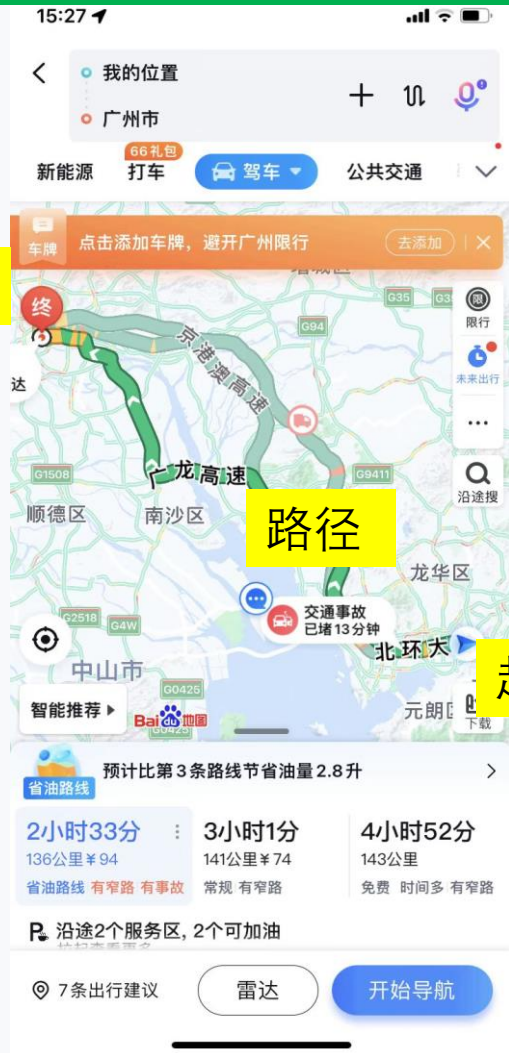 15:27
我的位置
广州市
新能源
66礼包
打车
驾车
公共交通
车牌
点击添加车牌，避开广州限行
去添加
终
达
G35
G94
限
限行
未来出行
京港澳高速
G1508
广龙高速
G9411
沿途搜
顺德区
南沙区
路径
龙华区
交通事故
已堵13分钟
G2518
G4W
北环大
中山市
G0425
元朗
下载
智能推荐
Bai地图
预计比第3条路线节省油量2.8升
省油路线
2小时33分
136公里¥94
省油路线 有窄路 有事故
3小时1分
141公里¥74
常规 有窄路
4小时52分
143公里
免费 时间多 有窄路
沿途2个服务区, 2个可加油
7条出行建议
雷达
开始导航